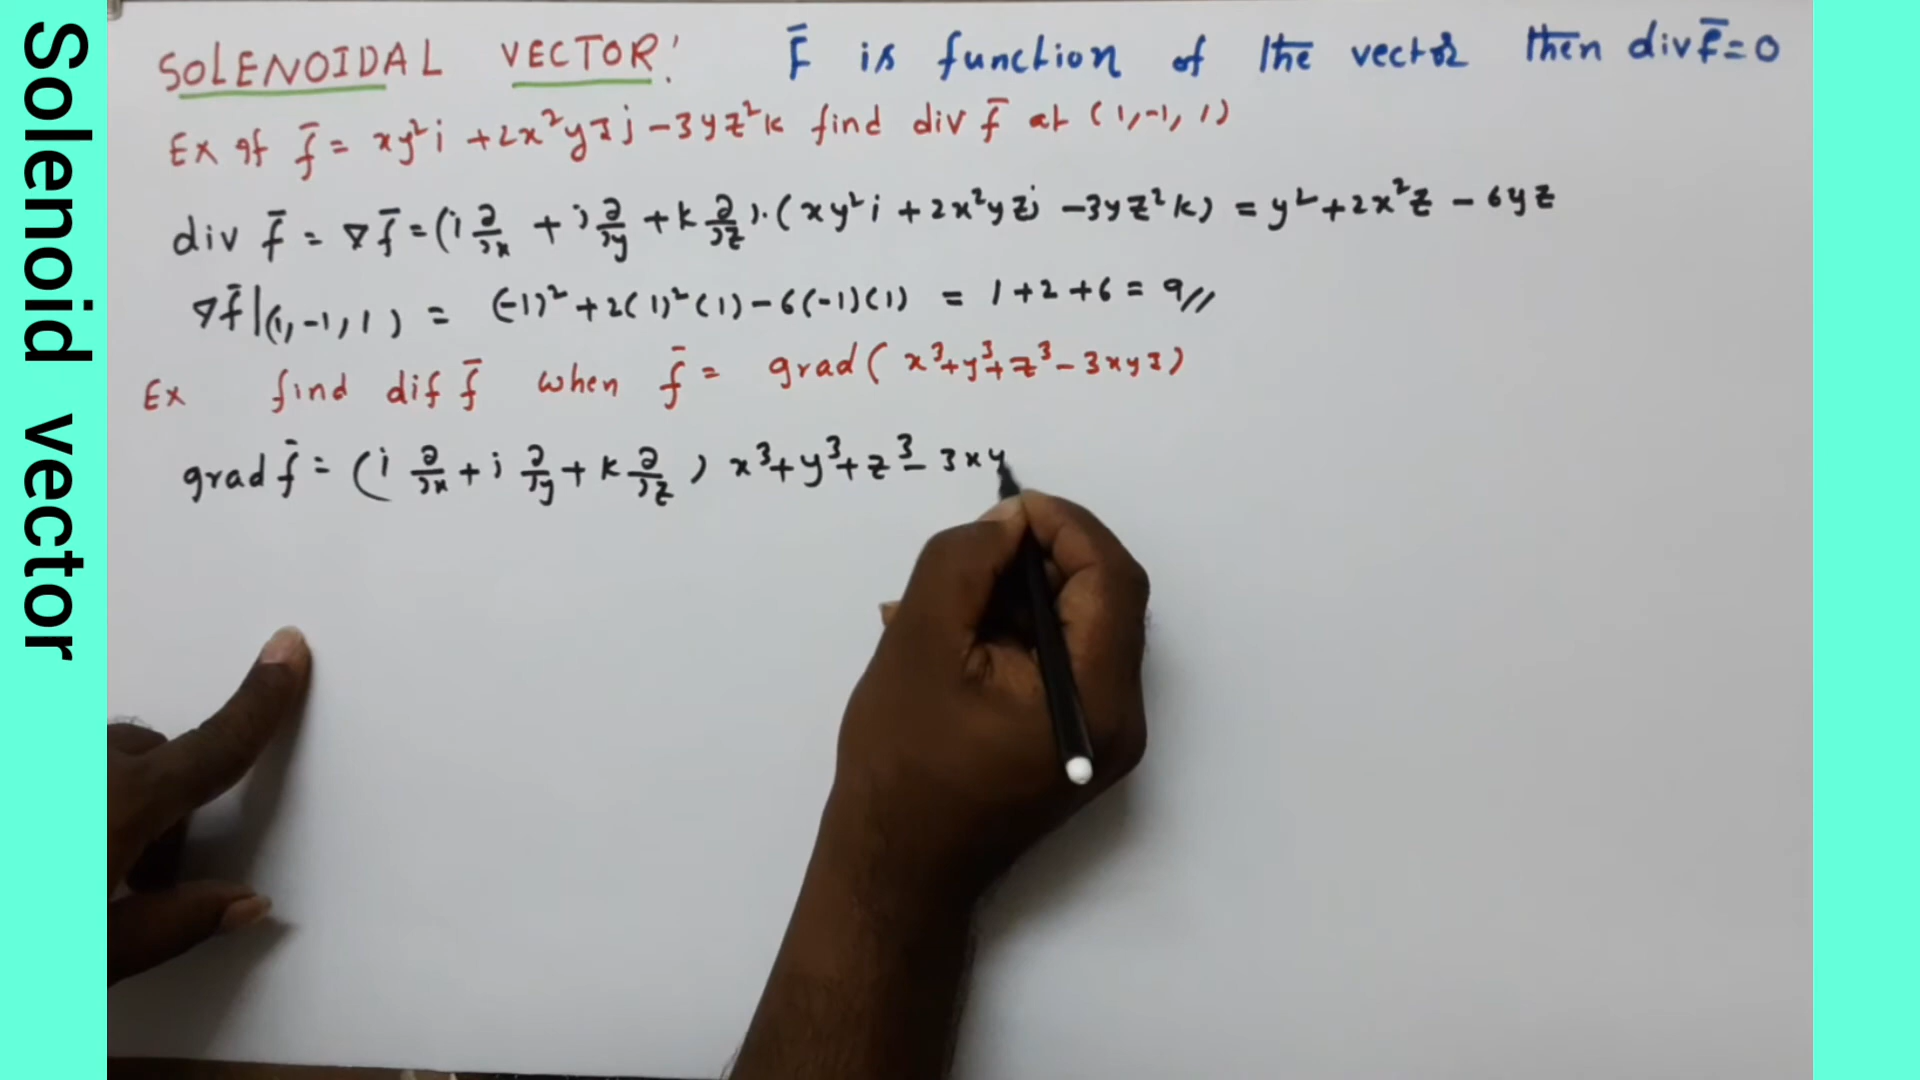 Solenoid vector
SOLENOIDAL VECTOR: F̄ is function of the vector then div F̄ = 0
Ex If f̄ = xy²i + 2x²yzj - 3yz²k find div f̄ at (1,-1,1)
div f̄ = ∇f̄ = (i ∂/∂x + j ∂/∂y + k ∂/∂z).(xy²i + 2x²yzj - 3yz²k) = y² + 2x²z - 6yz
∇f̄|(1,-1,1) = (-1)² + 2(1)²(1) - 6(-1)(1) = 1+2+6 = 9//
Ex find dif f̄ when f̄ = grad(x³+y³+z³-3xyz)
grad f̄ = (i ∂/∂x + j ∂/∂y + k ∂/∂z) x³+y³+z³-3xy